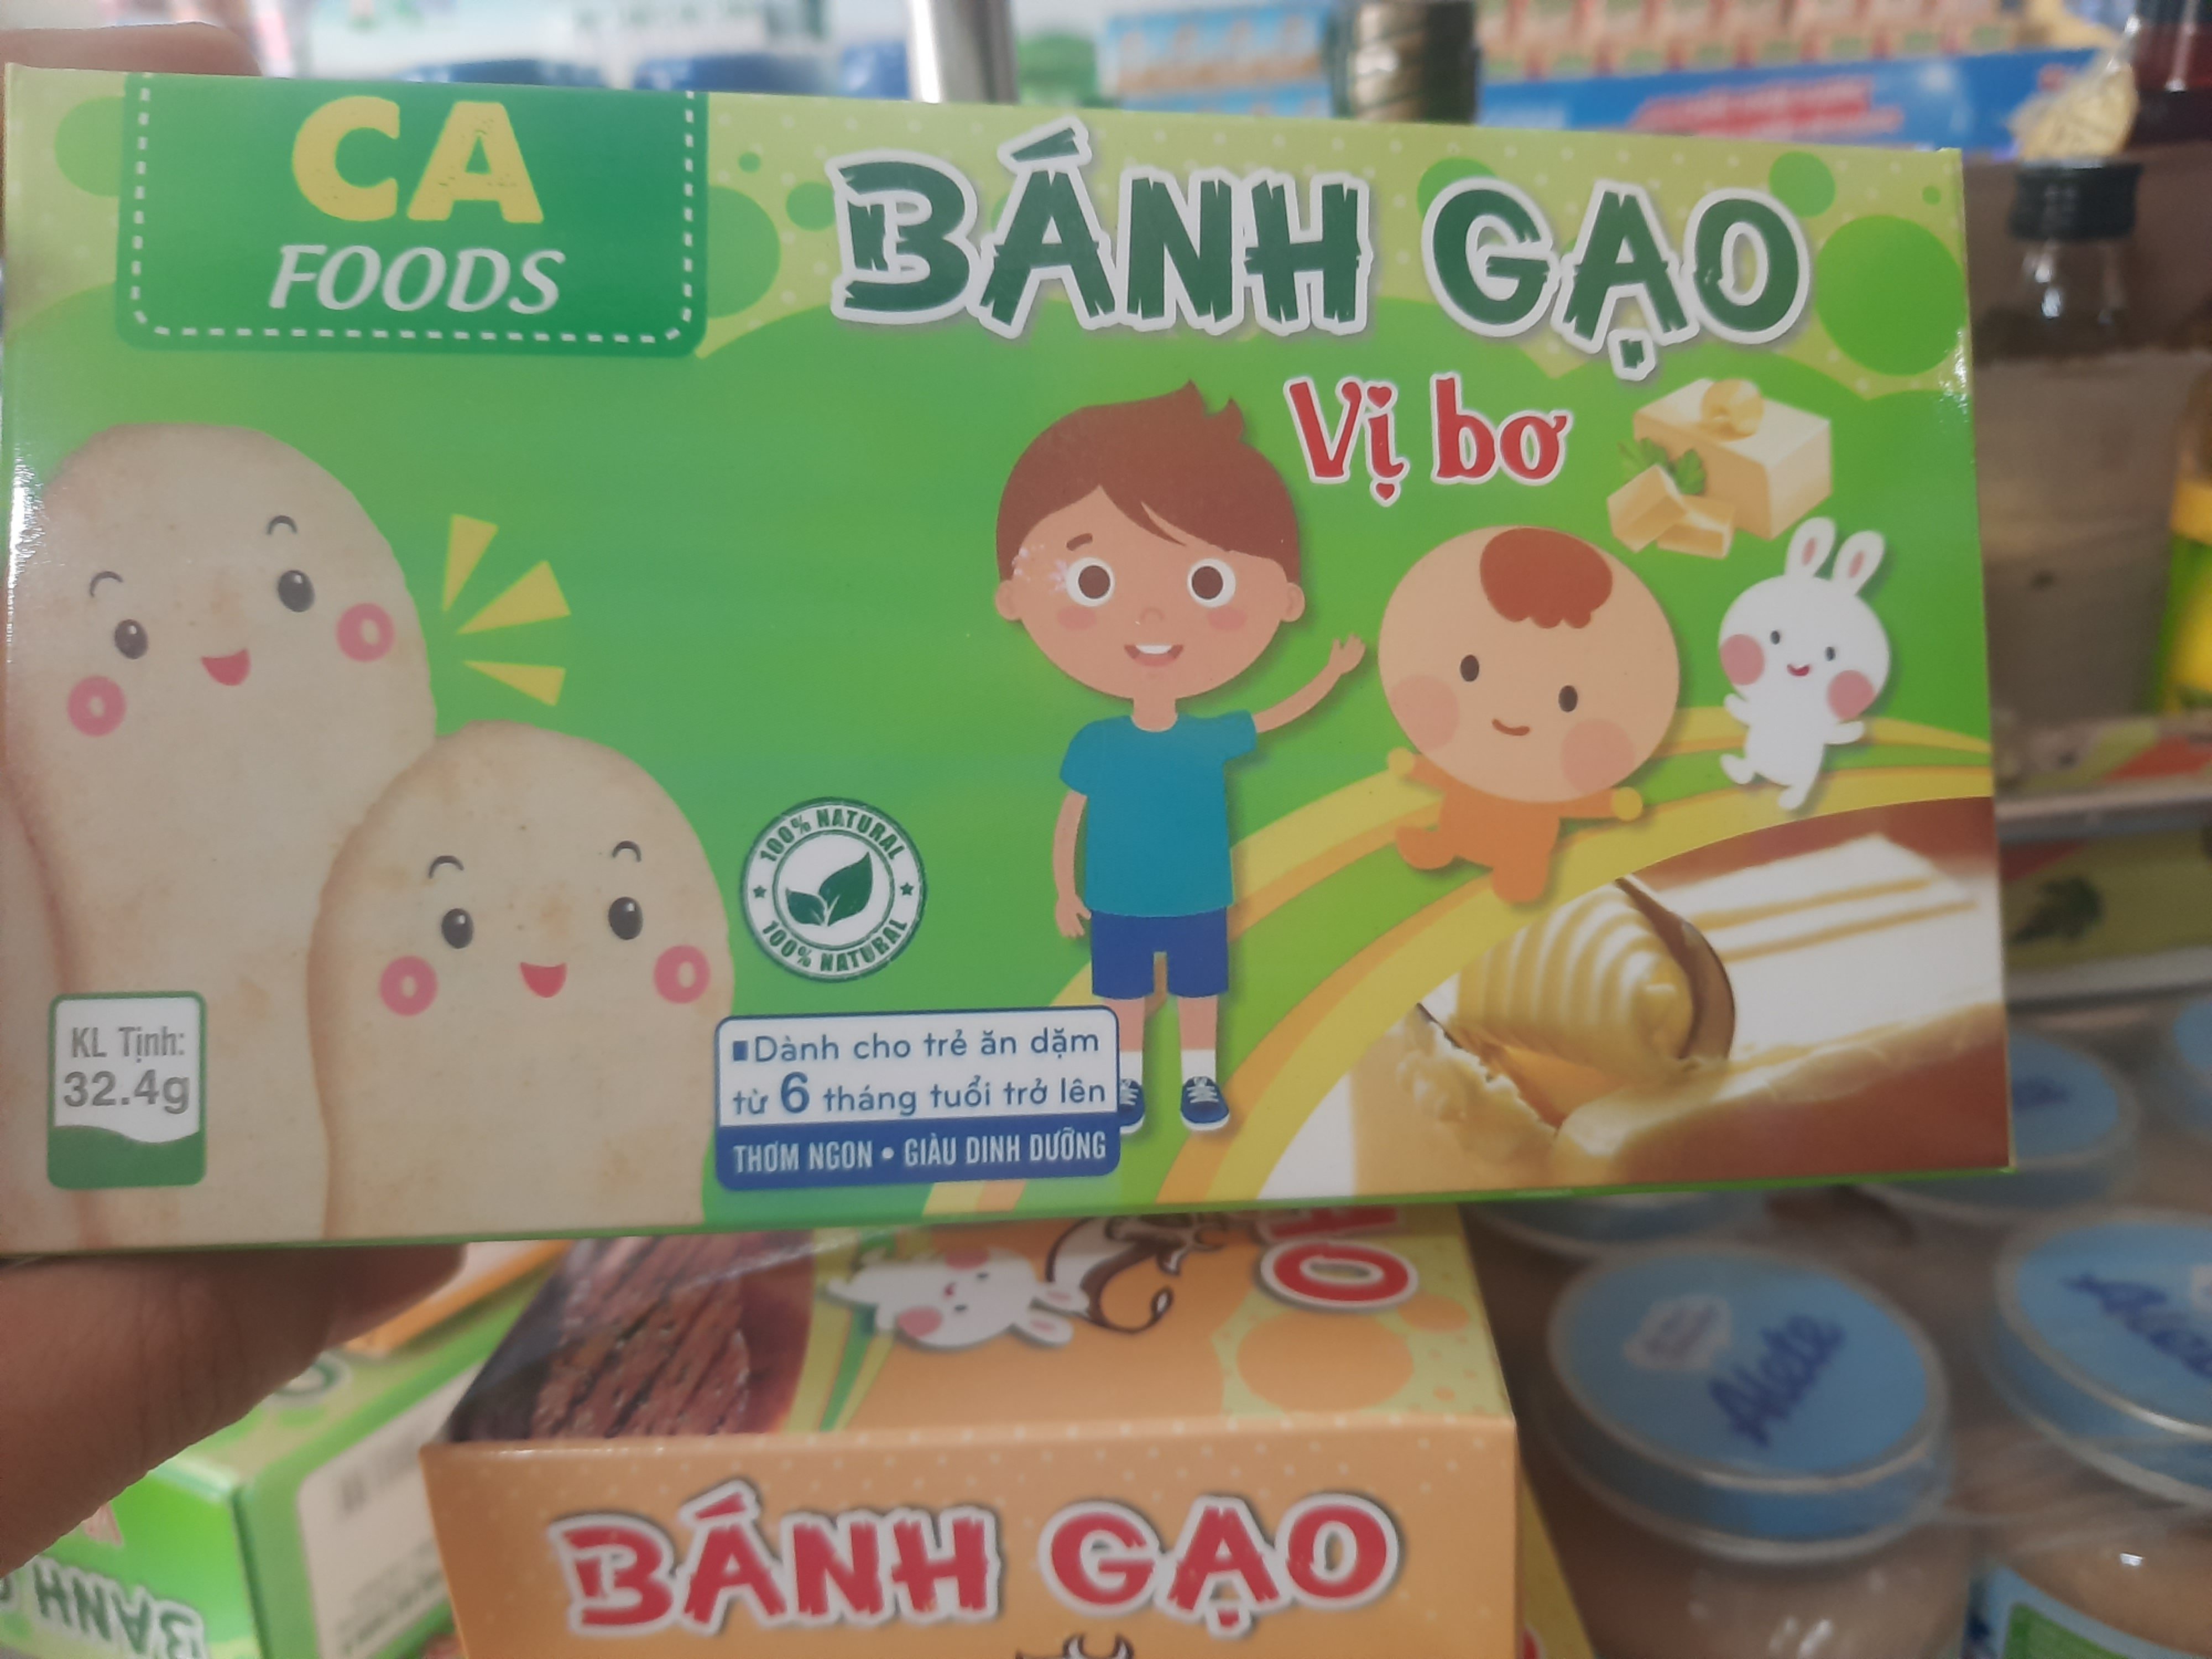 CA
FOODS
BÁNH GẠO
Vị bơ
100% NATURAL
100% NATURAL
KL Tịnh:
32.4g
Dành cho trẻ ăn dặm
từ 6 tháng tuổi trở lên
THƠM NGON • GIÀU DINH DƯỠNG
BÁNH GẠO
BÁNH